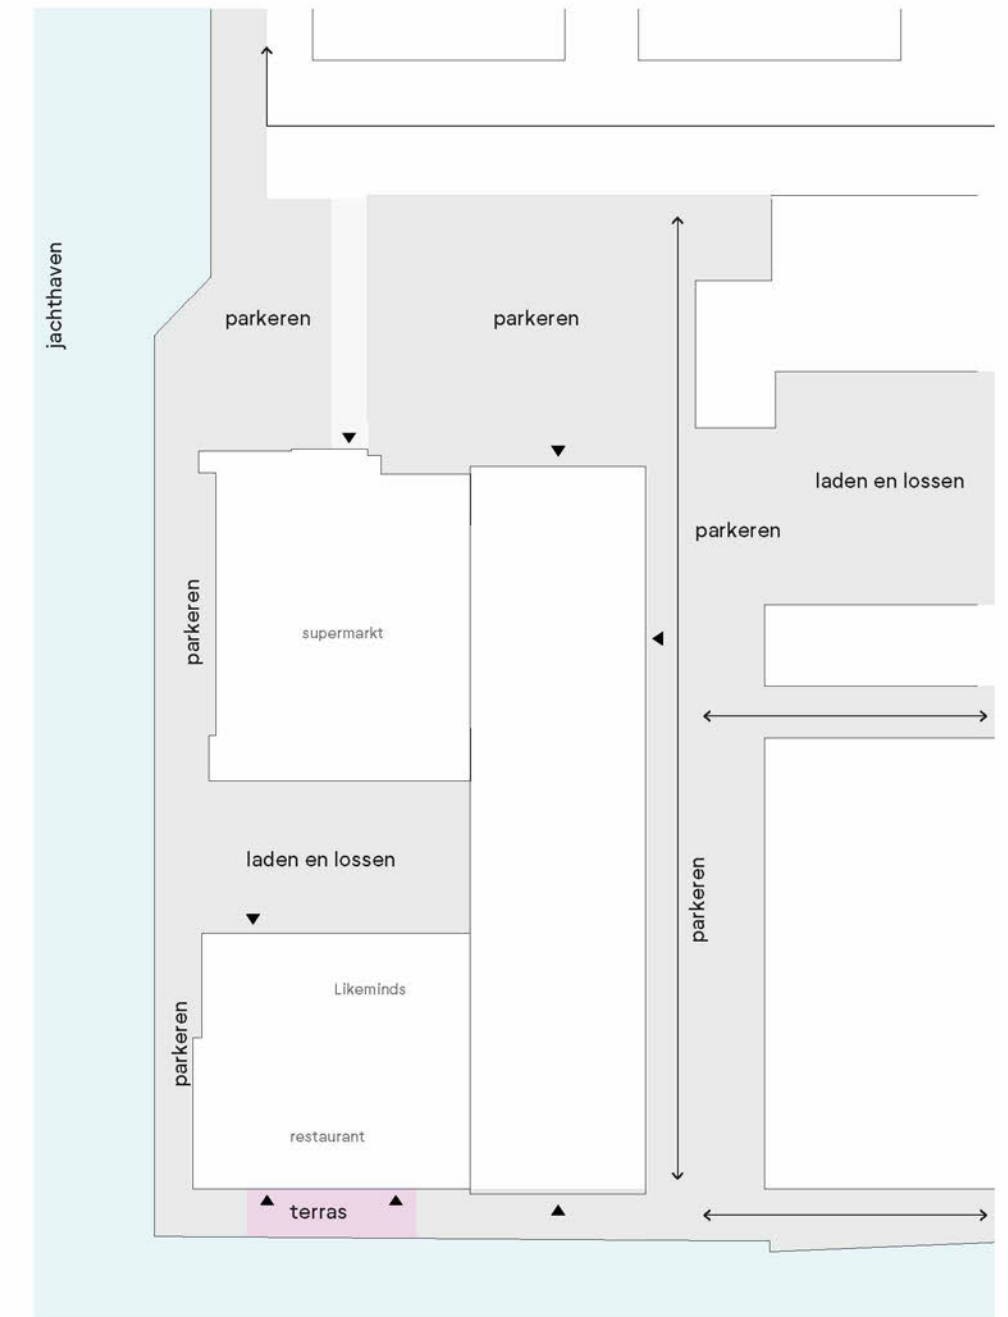 jachthaven
parkeren
parkeren
laden en lossen
parkeren
parkeren
supermarkt
laden en lossen
parkeren
Likeminds
parkeren
restaurant
terras